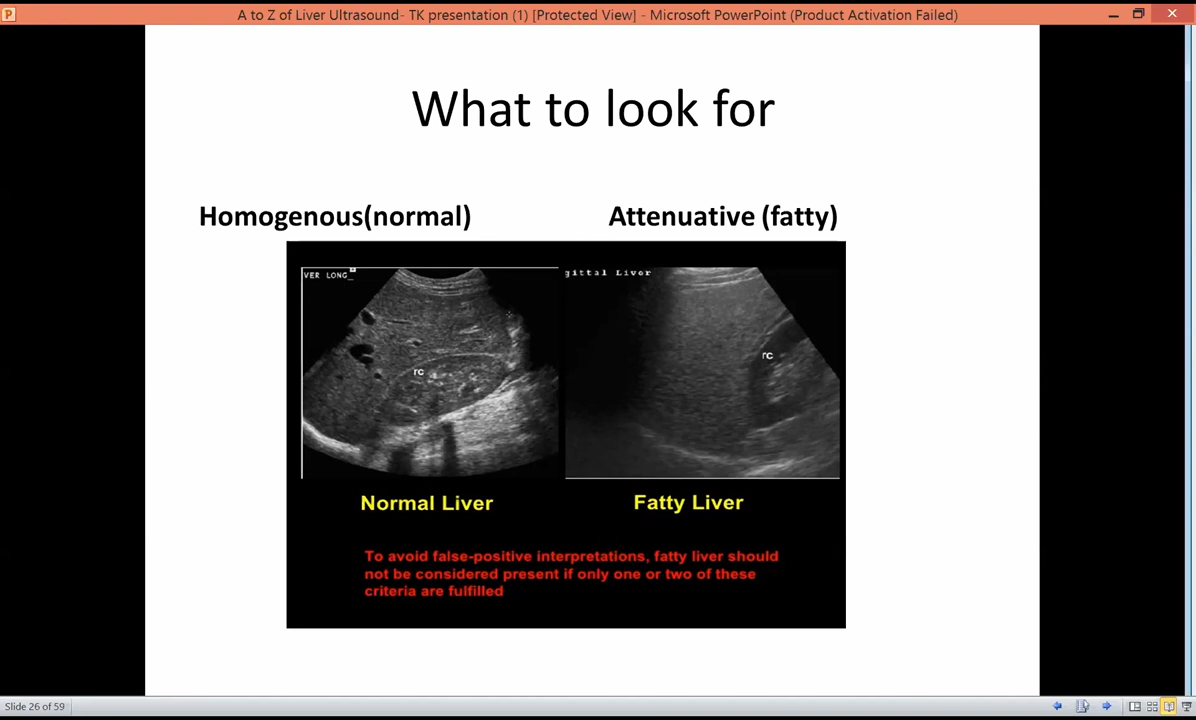 A to Z of Liver Ultrasound- TK presentation (1) [Protected View] - Microsoft PowerPoint (Product Activation Failed)
What to look for
Homogenous(normal)
Attenuative (fatty)
VER LONG_
gittal Liver
rc
rc
Normal Liver
Fatty Liver
To avoid false-positive interpretations, fatty liver should
not be considered present if only one or two of these
criteria are fulfilled
Slide 26 of 59